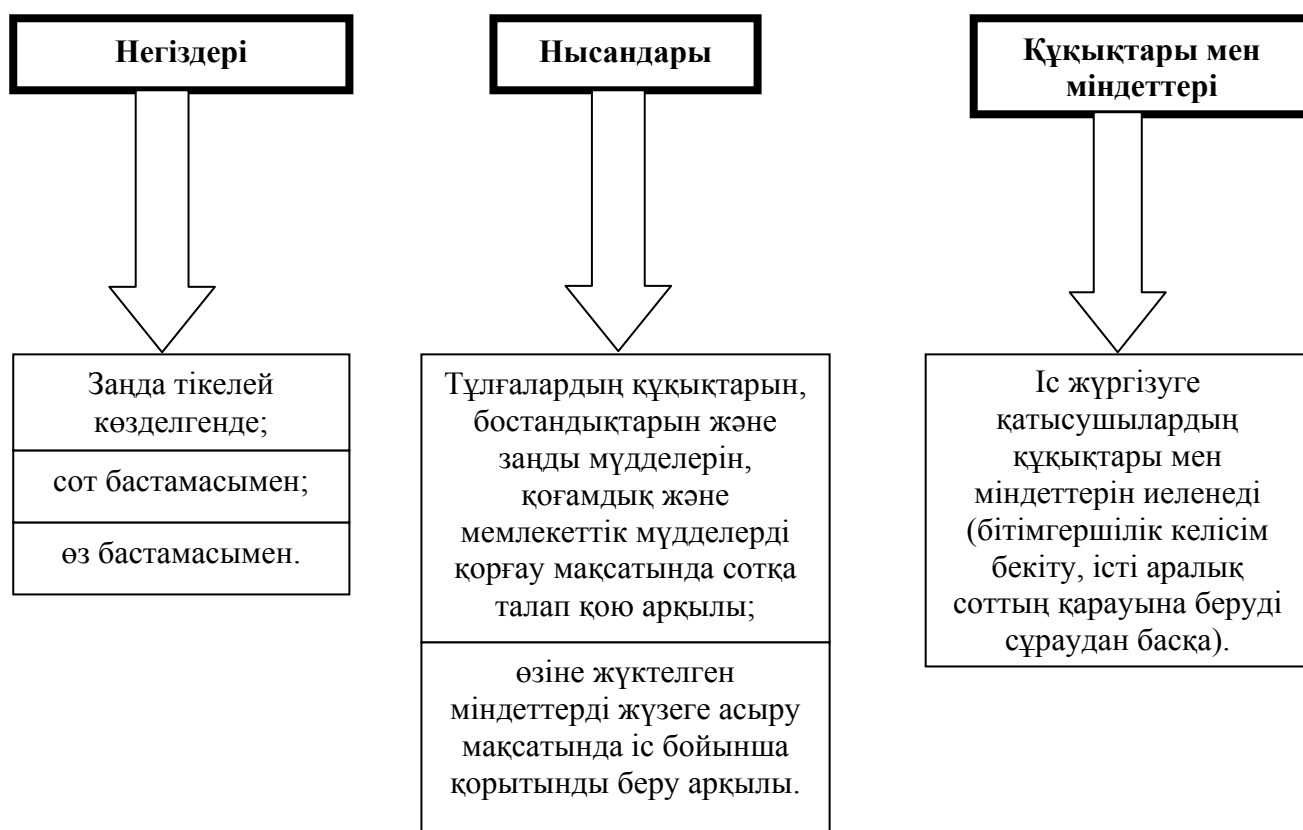 Негіздері
Нысандары
Құқықтары мен
міндеттері
Заңда тікелей
көзделгенде;
сот бастамасымен;
өз бастамасымен.
Тұлғалардың құқықтарын,
бостандықтарын және
заңды мүдделерін,
қоғамдық және
мемлекеттік мүдделерді
қорғау мақсатында сотқа
талап қою арқылы;
өзіне жүктелген
міндеттерді жүзеге асыру
мақсатында іс бойынша
қорытынды беру арқылы.
Іс жүргізуге
қатысушылардың
құқықтары мен
міндеттерін иеленеді
(бітімгершілік келісім
бекіту, істі аралық
соттың қарауына беруді
сұраудан басқа).